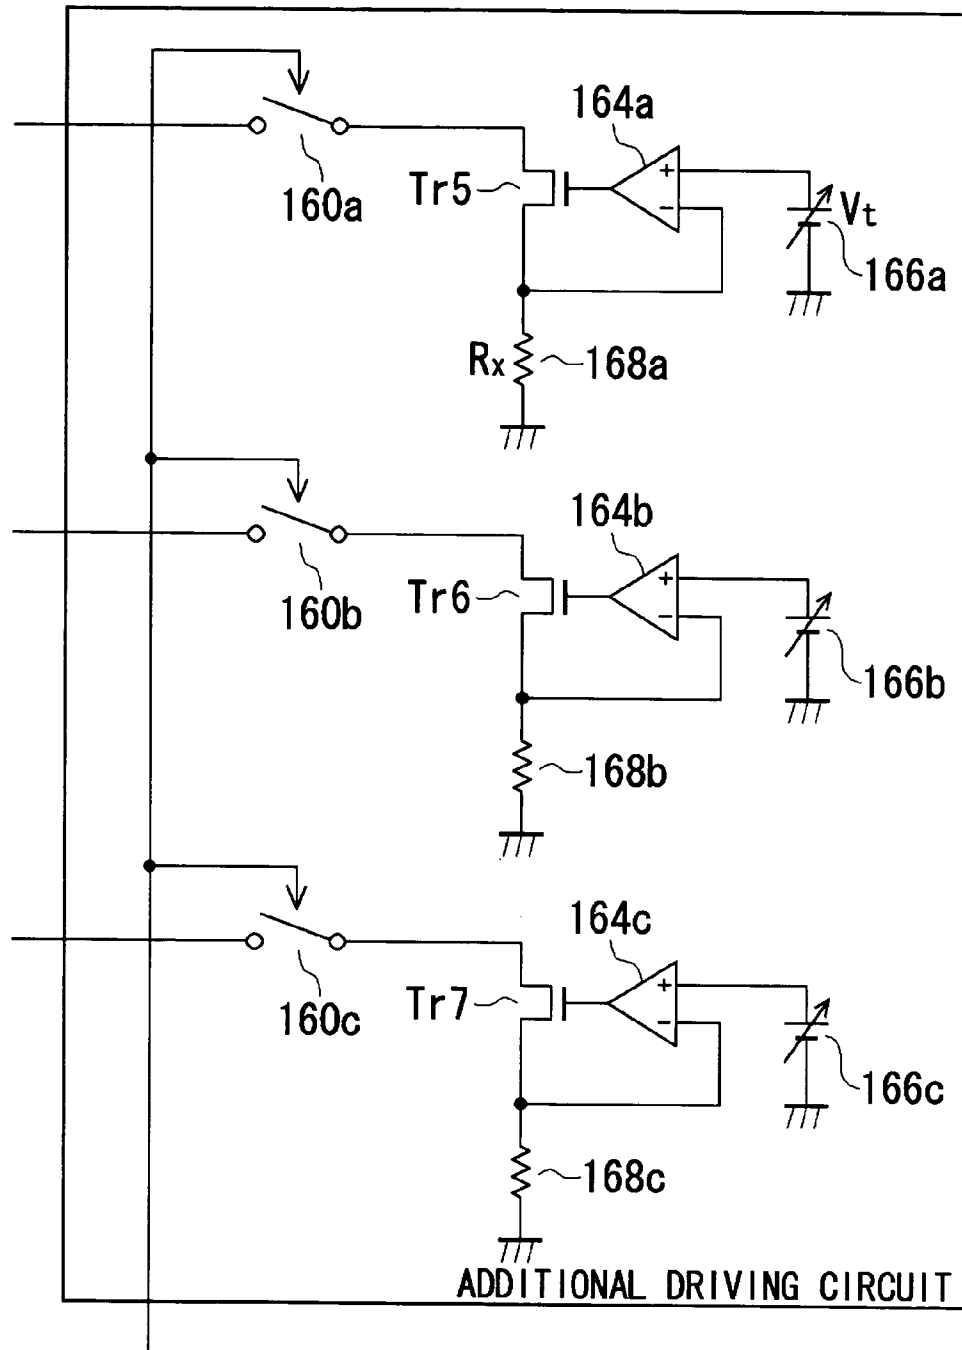 164a
Tr5
+
160a
−
Vt
166a
Rx
168a
164b
Tr6
+
160b
−
166b
168b
164c
Tr7
+
160c
−
166c
168c
ADDITIONAL DRIVING CIRCUIT